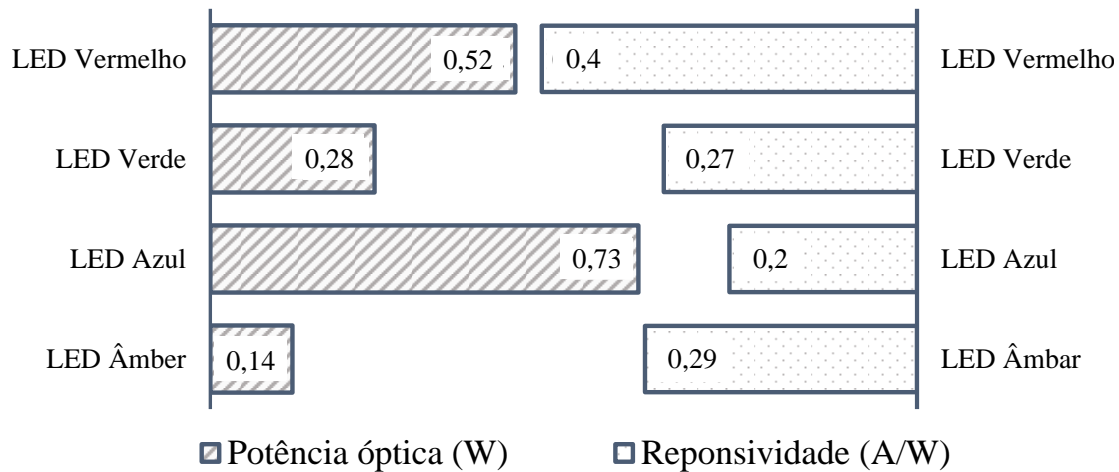 LED Vermelho 0,52 0,4 LED Vermelho
LED Verde 0,28 0,27 LED Verde
LED Azul 0,73 0,2 LED Azul
LED Âmber 0,14 0,29 LED Âmbar
Potência óptica (W) Reponsividade (A/W)